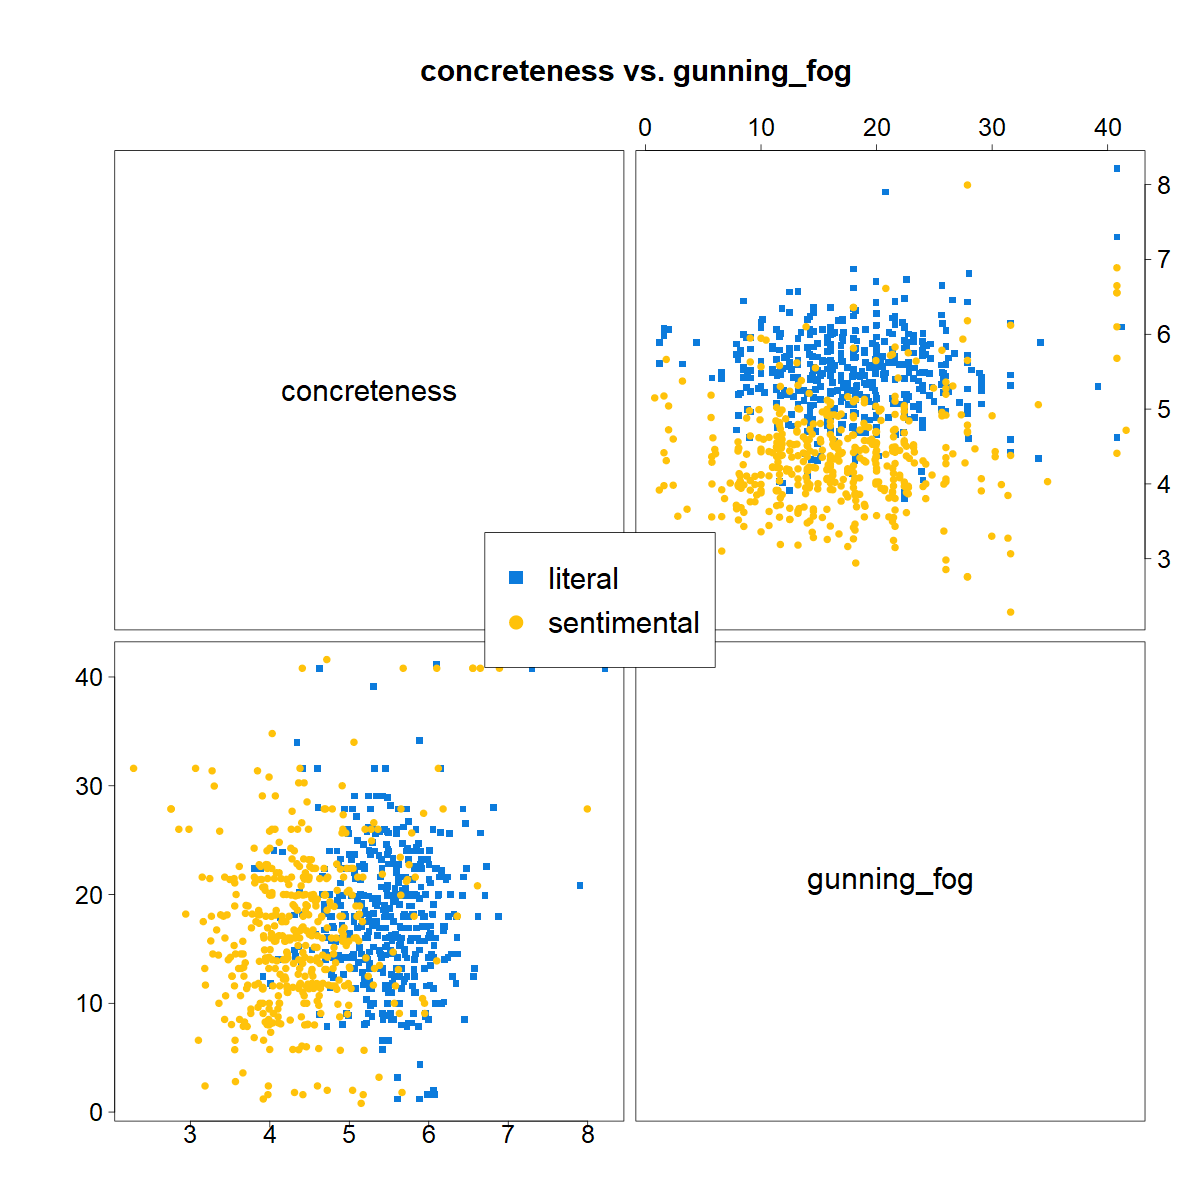 concreteness vs. gunning_fog
0 10 20 30 40
concreteness
8
7
6
5
4
3
literal
sentimental
40
30
20
10
0
gunning_fog
3 4 5 6 7 8